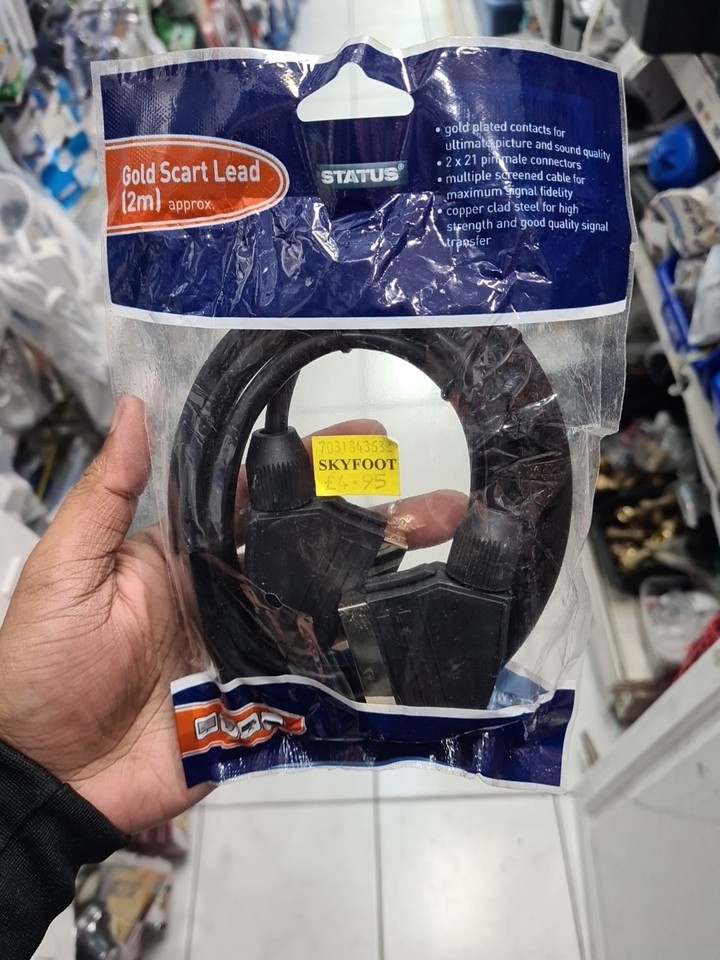 Gold Scart Lead
(2m) approx.
STATUS®
• gold plated contacts for
ultimate picture and sound quality
• 2 x 21 pin male connectors
• multiple screened cable for
maximum signal fidelity
• copper clad steel for high
strength and good quality signal
transfer
SKYFOOT
£4.95